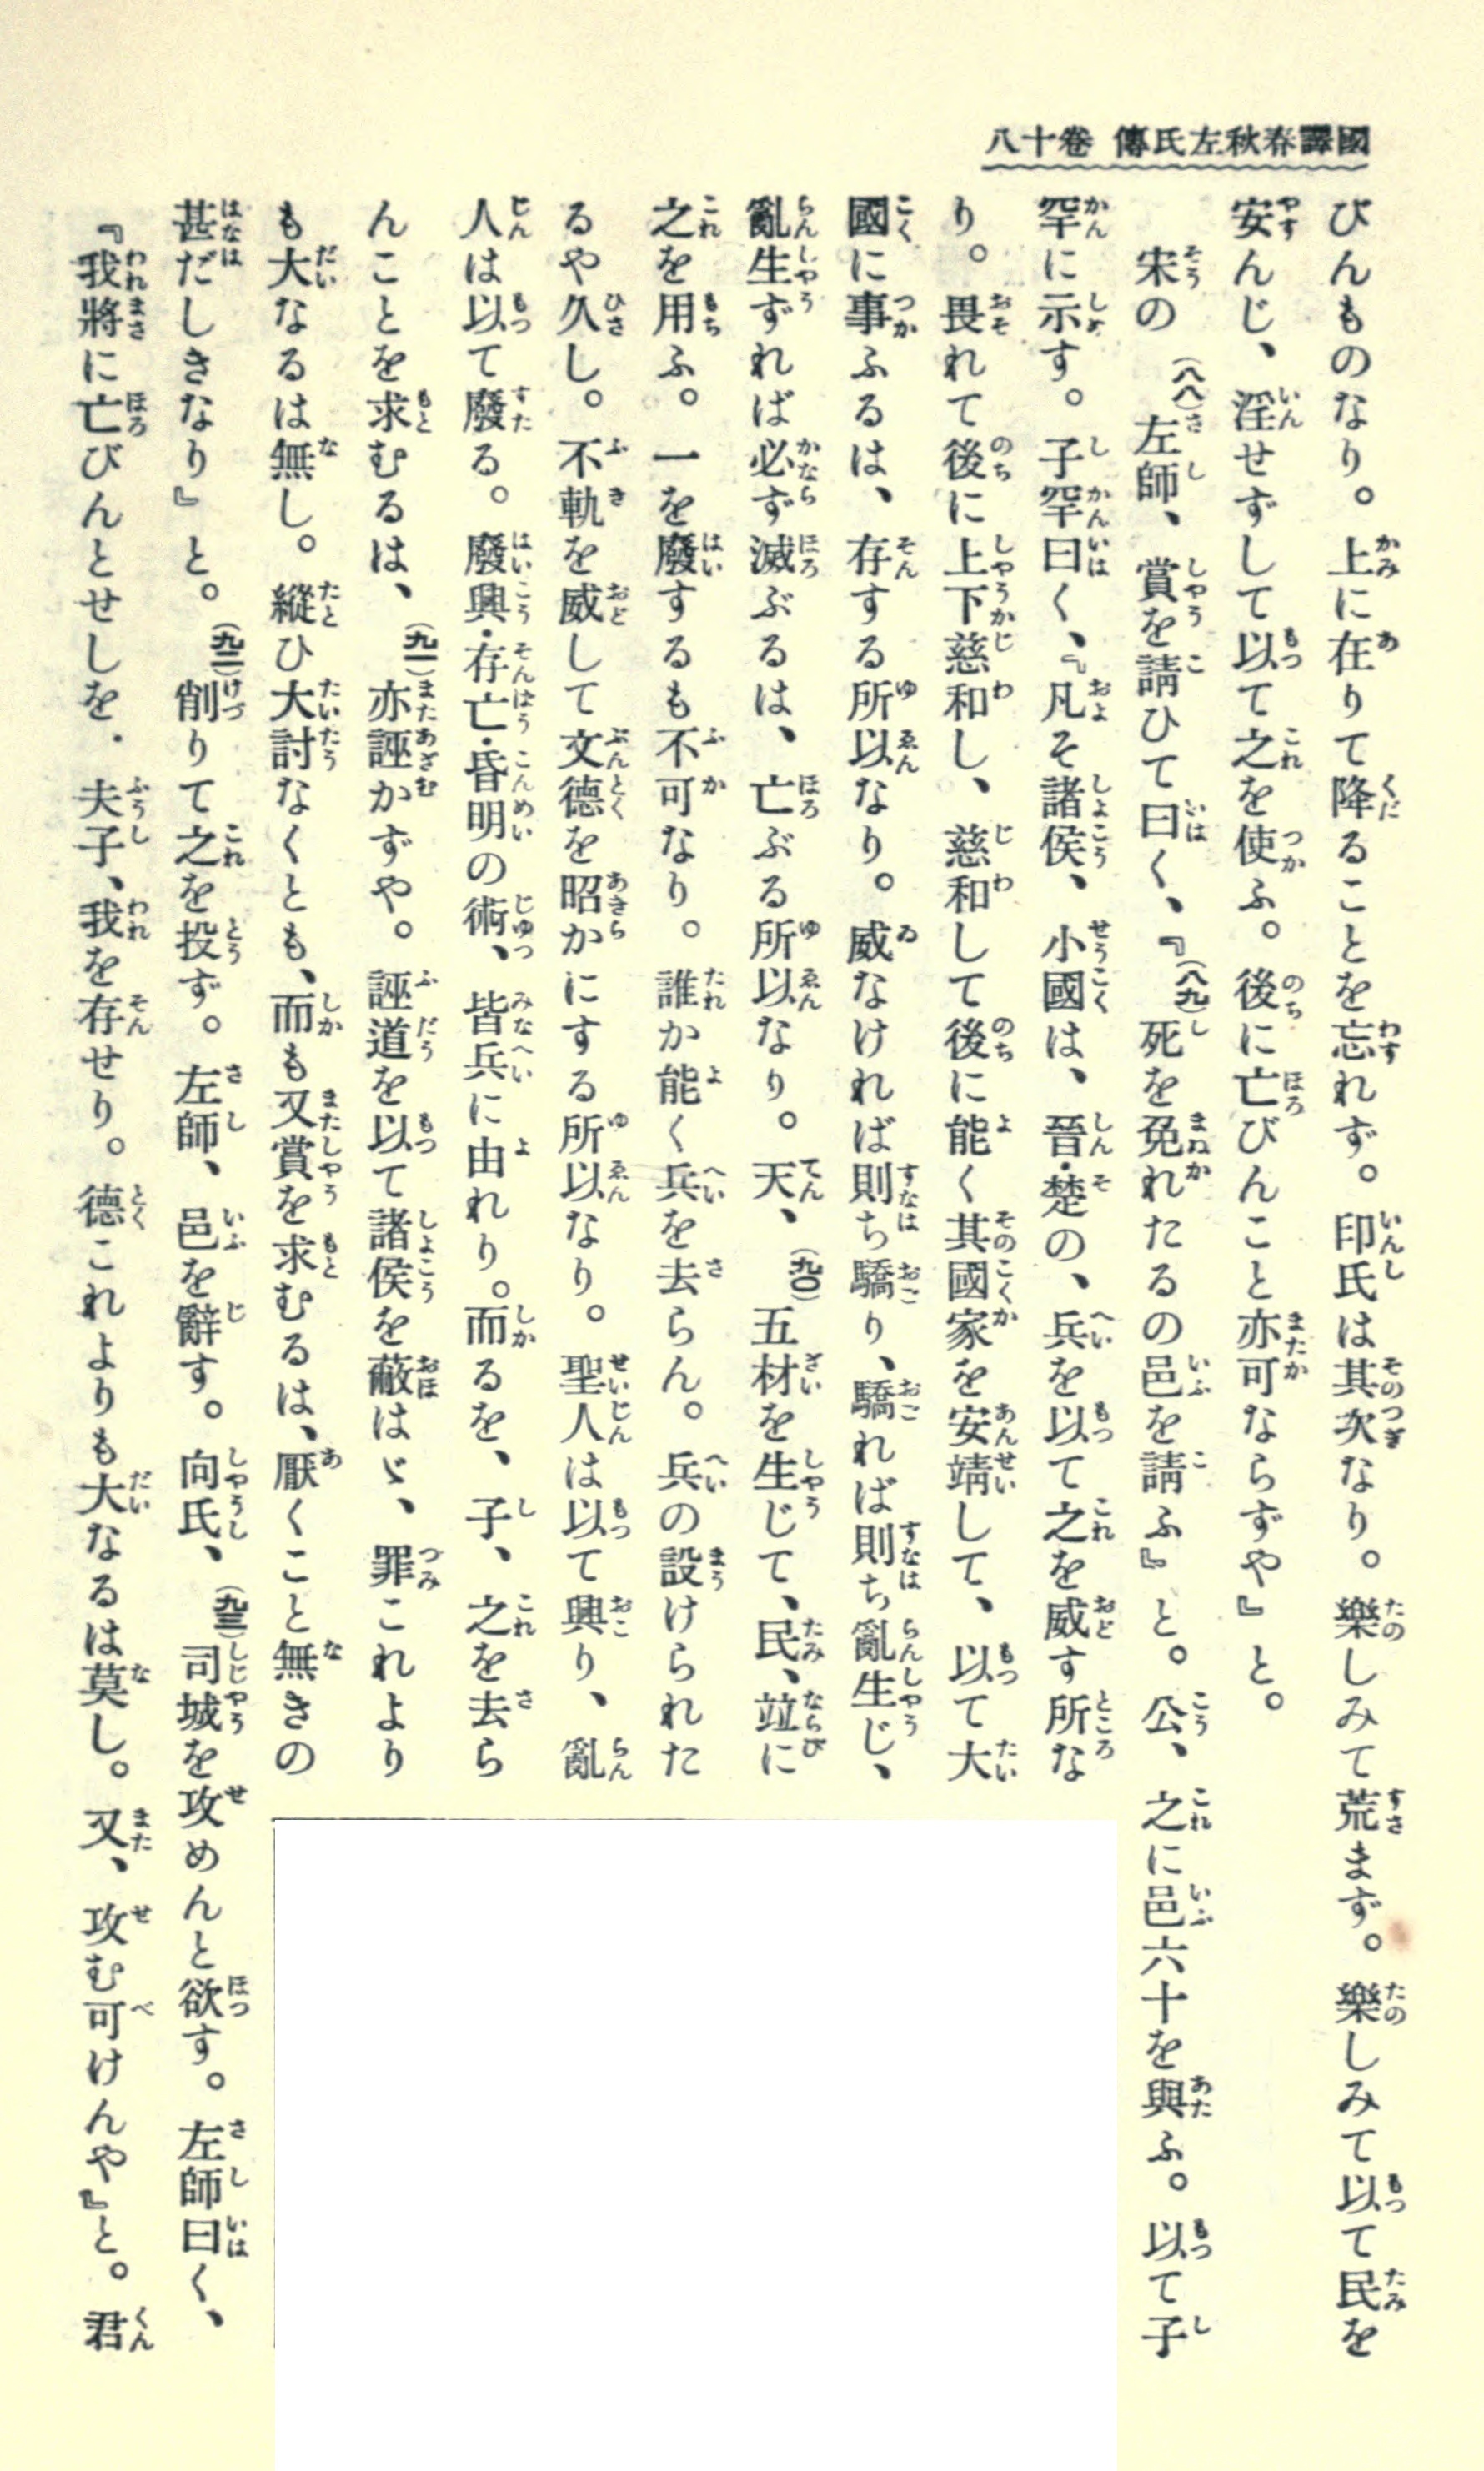 國譯春秋左氏傳 卷十八
びんものなり。上に在りて降ることを忘れず。印氏は其次なり。樂しみて荒まず。樂しみて以て民を
安んじ、淫せずして以て之を使ふ。後に亡びんこと亦可ならずや』と。
宋の(八八)左師、賞を請ひて曰く、『(八九)死を免れたるの邑を請ふ』と。公、之に邑六十を與ふ。以て子
罕に示す。子罕曰く、『凡そ諸侯、小國は、晉・楚の、兵を以て之を威す所な
り。畏れて後に上下慈和し、慈和して後に能く其國家を安靖して、以て大
國に事ふるは、存する所以なり。威なければ則ち驕り、驕れば則ち亂生じ、
亂生ずれば必ず滅ぶるは、亡ぶる所以なり。天、(九〇)五材を生じて、民、竝に
之を用ふ。一を廢するも不可なり。誰か能く兵を去らん。兵の設けられた
るや久し。不軌を威して文德を昭かにする所以なり。聖人は以て興り、亂
人は以て廢る。廢興・存亡・昏明の術、皆兵に由れり。而るを、子、之を去ら
んことを求むるは、(九一)亦誣かずや。誣道を以て諸侯を蔽はゞ、罪これより
も大なるは無し。縱ひ大討なくとも、而も又賞を求むるは、厭くこと無きの
甚だしきなり』と。(九二)削りて之を投ず。左師、邑を辭す。向氏、(九三)司城を攻めんと欲す。左師曰く、
『我將に亡びんとせしを・夫子、我を存せり。德これよりも大なるは莫し。又、攻む可けんや』と。君